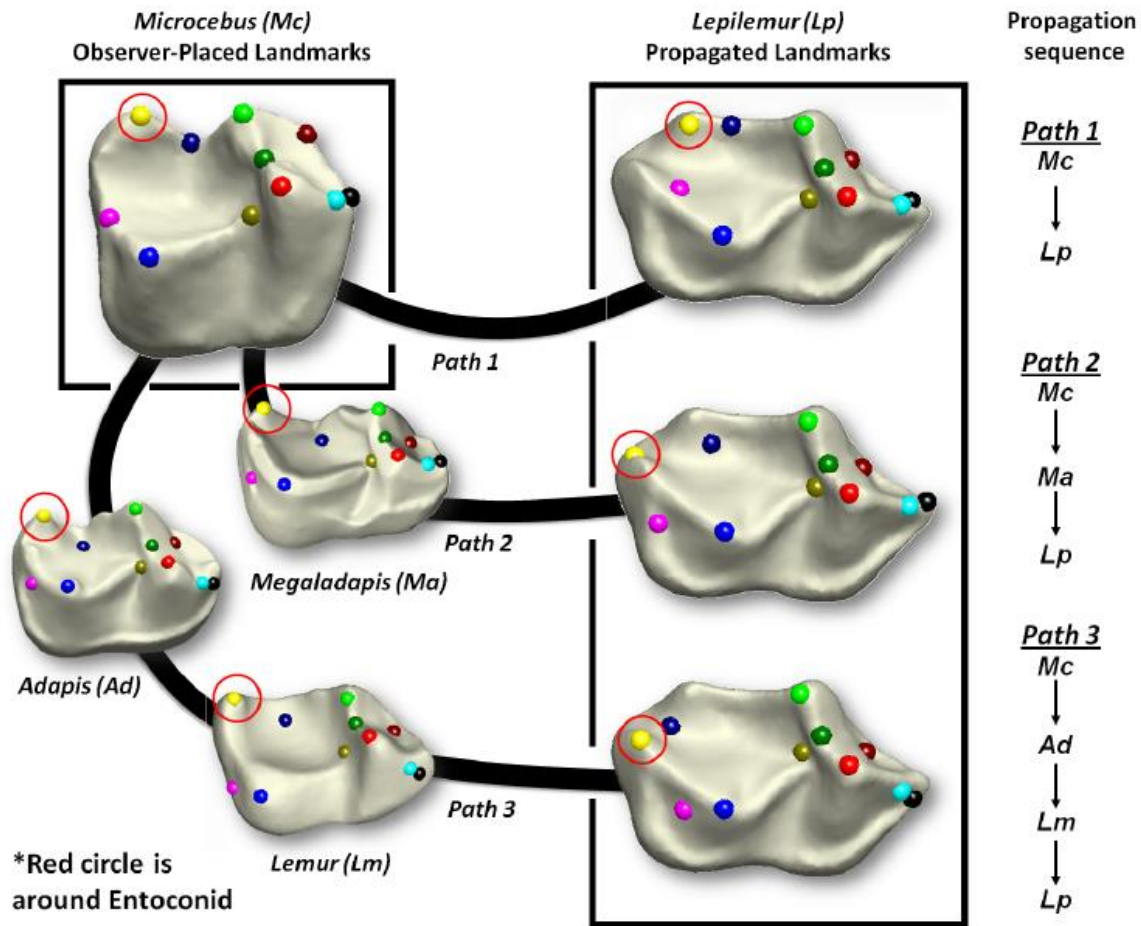 Microcebus (Mc)
Observer-Placed Landmarks
Lepilemur (Lp)
Propagated Landmarks
Propagation
sequence
Path 1
Mc
Lp
Path 1
Path 2
Mc
Ma
Lp
Path 2
Megaladapis (Ma)
Path 3
Mc
Ad
Lm
Lp
Adapis (Ad)
Path 3
Lemur (Lm)
*Red circle is
around Entoconid